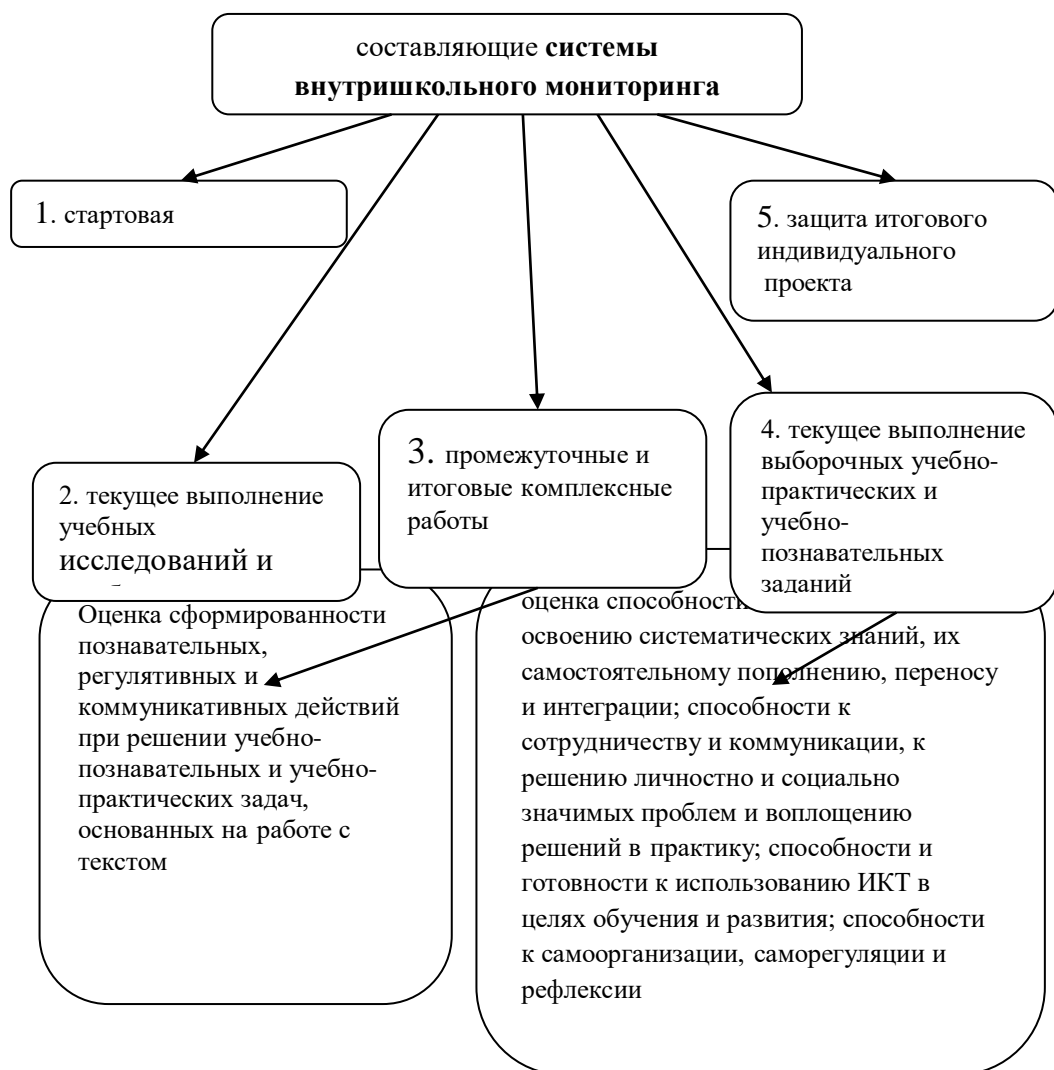 составляющие системы
внутришкольного мониторинга
1. стартовая
5. защита итогового
индивидуального
проекта
2. текущее выполнение
учебных
исследований и
3. промежуточные и
итоговые комплексные
работы
4. текущее выполнение
выборочных учебно-
практических и
учебно-
познавательных
заданий
Оценка сформированности
познавательных,
регулятивных и
коммуникативных действий
при решении учебно-
познавательных и учебно-
практических задач,
основанных на работе с
текстом
оценка способности
освоению систематических знаний, их
самостоятельному пополнению, переносу
и интеграции; способности к
сотрудничеству и коммуникации, к
решению личностно и социально
значимых проблем и воплощению
решений в практику; способности и
готовности к использованию ИКТ в
целях обучения и развития; способности
к самоорганизации, саморегуляции и
рефлексии